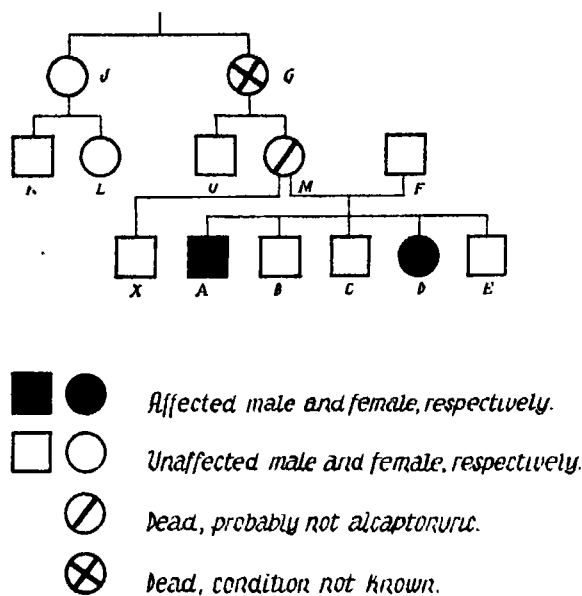 J G
L U M F
X A B C D E
Affected male and female, respectively.
Unaffected male and female, respectively.
Dead, probably not alcaptonuric.
Dead, condition not known.